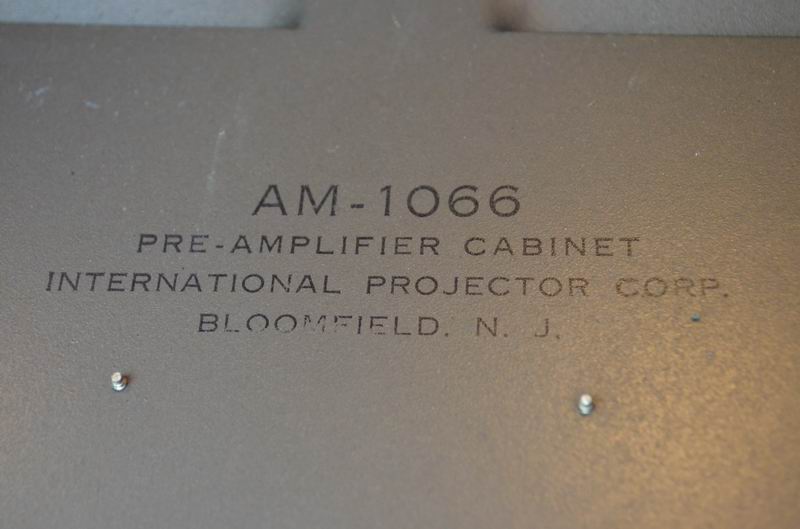 AM-1066
PRE-AMPLIFIER CABINET
INTERNATIONAL PROJECTOR CORP.
BLOOMFIELD, N. J.